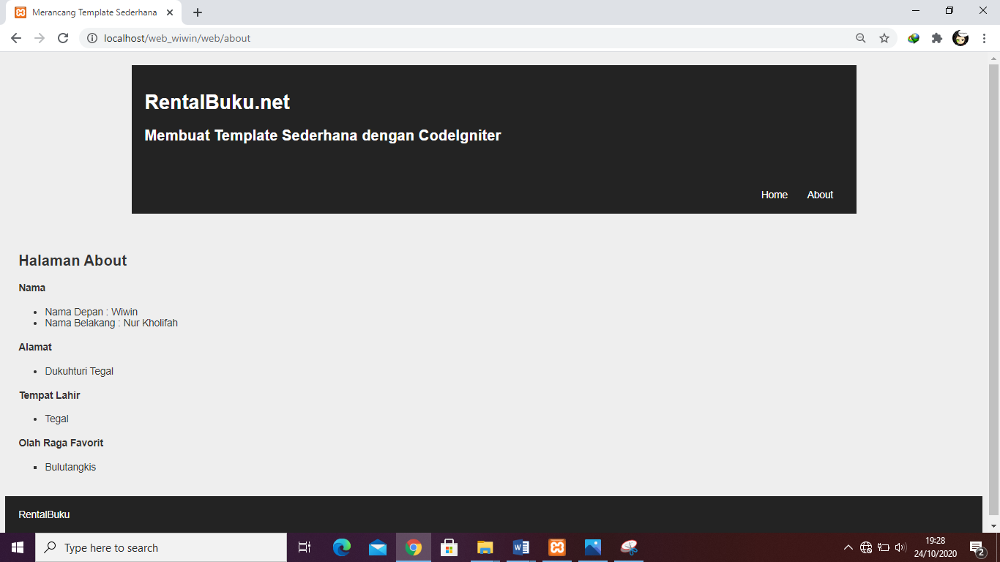 Merancang Template Sederhana
localhost/web_wiwin/web/about
RentalBuku.net
Membuat Template Sederhana dengan CodeIgniter
Home About
Halaman About
Nama
• Nama Depan : Wiwin
• Nama Belakang : Nur Kholifah
Alamat
• Dukuhturi Tegal
Tempat Lahir
• Tegal
Olah Raga Favorit
▪ Bulutangkis
RentalBuku
Type here to search
19:28
24/10/2020
2